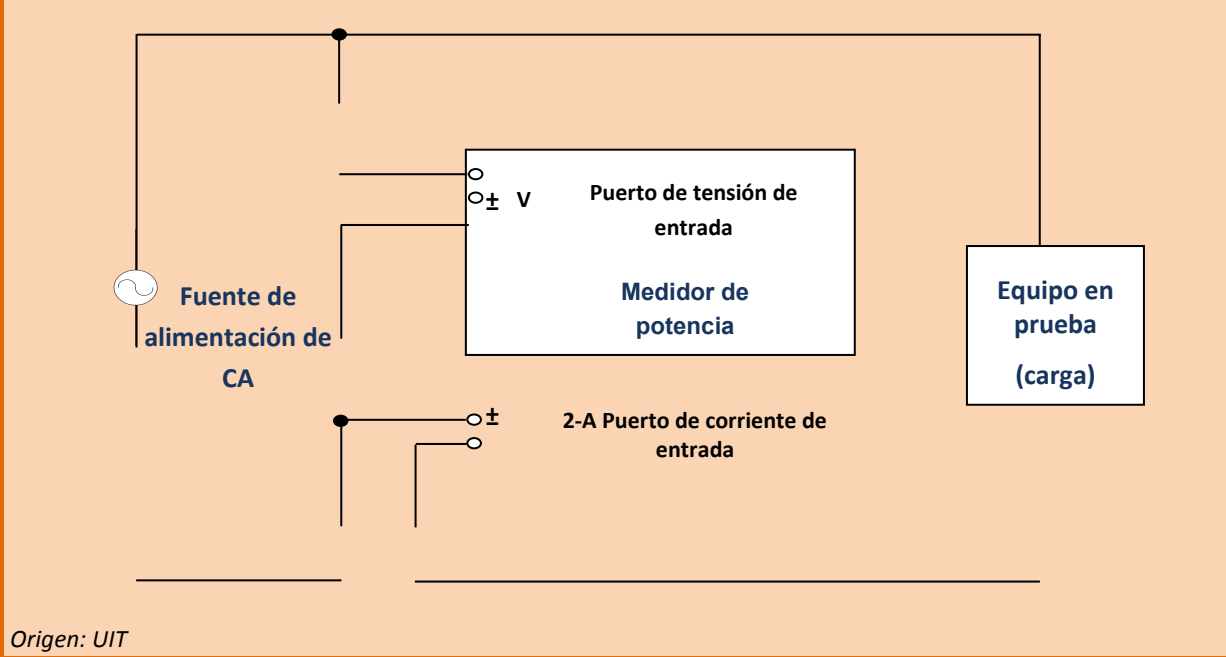 ± V
Puerto de tensión de
entrada
Medidor de
potencia
Fuente de
alimentación de
CA
Equipo en
prueba
(carga)
±
2-A Puerto de corriente de
entrada
Origen: UIT